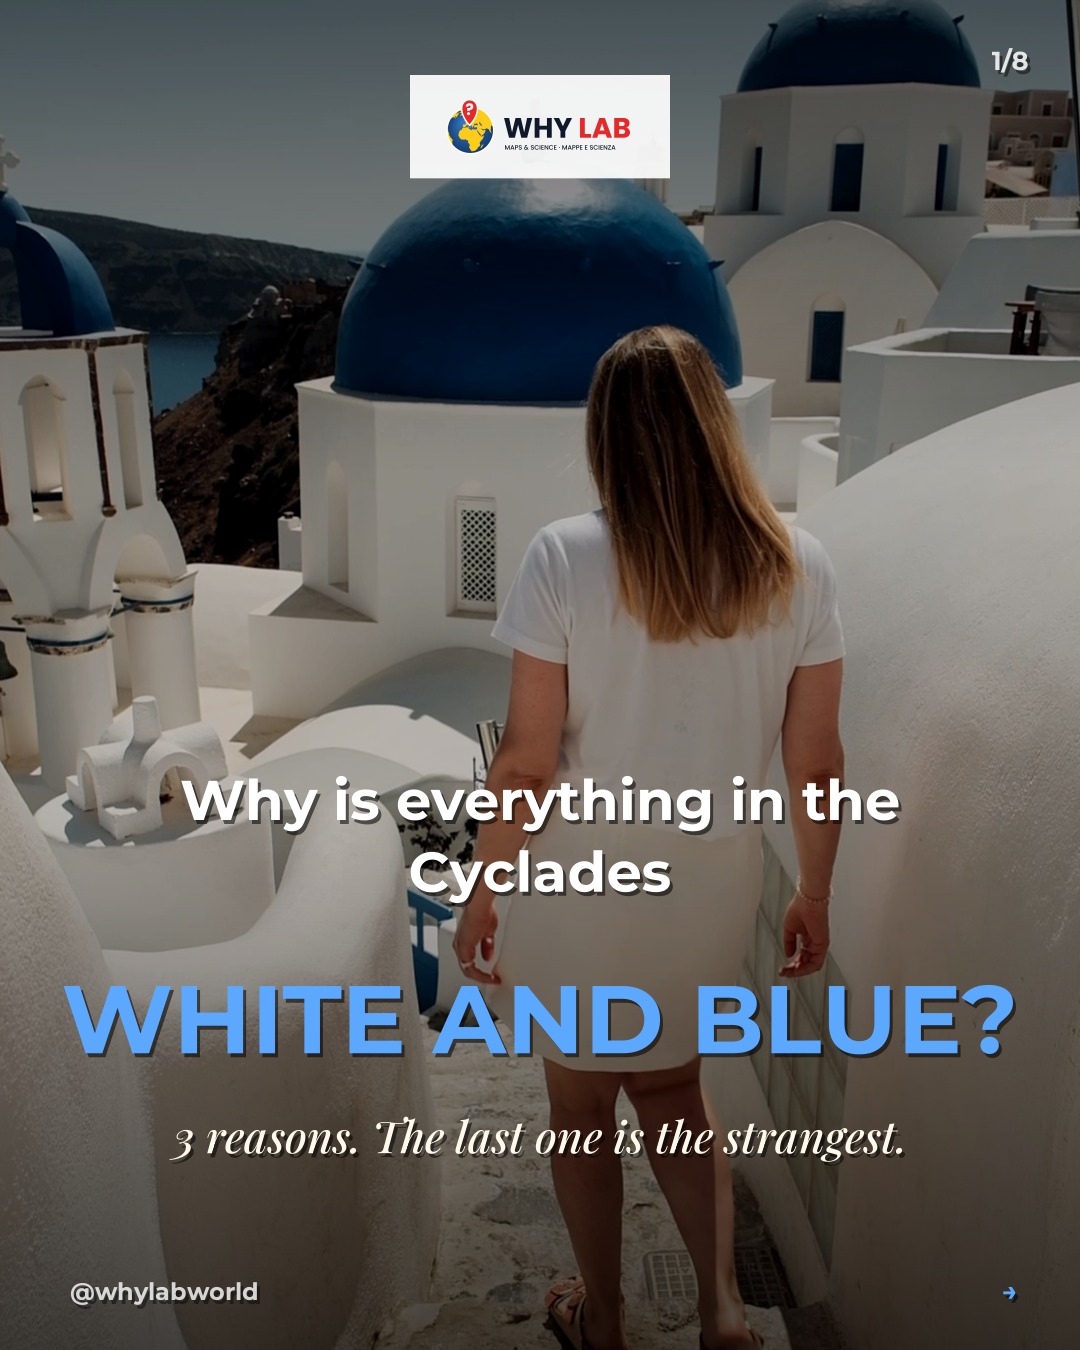 1/8
WHY LAB
MAPS & SCIENCE · MAPPE E SCIENZA
Why is everything in the
Cyclades
WHITE AND BLUE?
3 reasons. The last one is the strangest.
@whylabworld
→